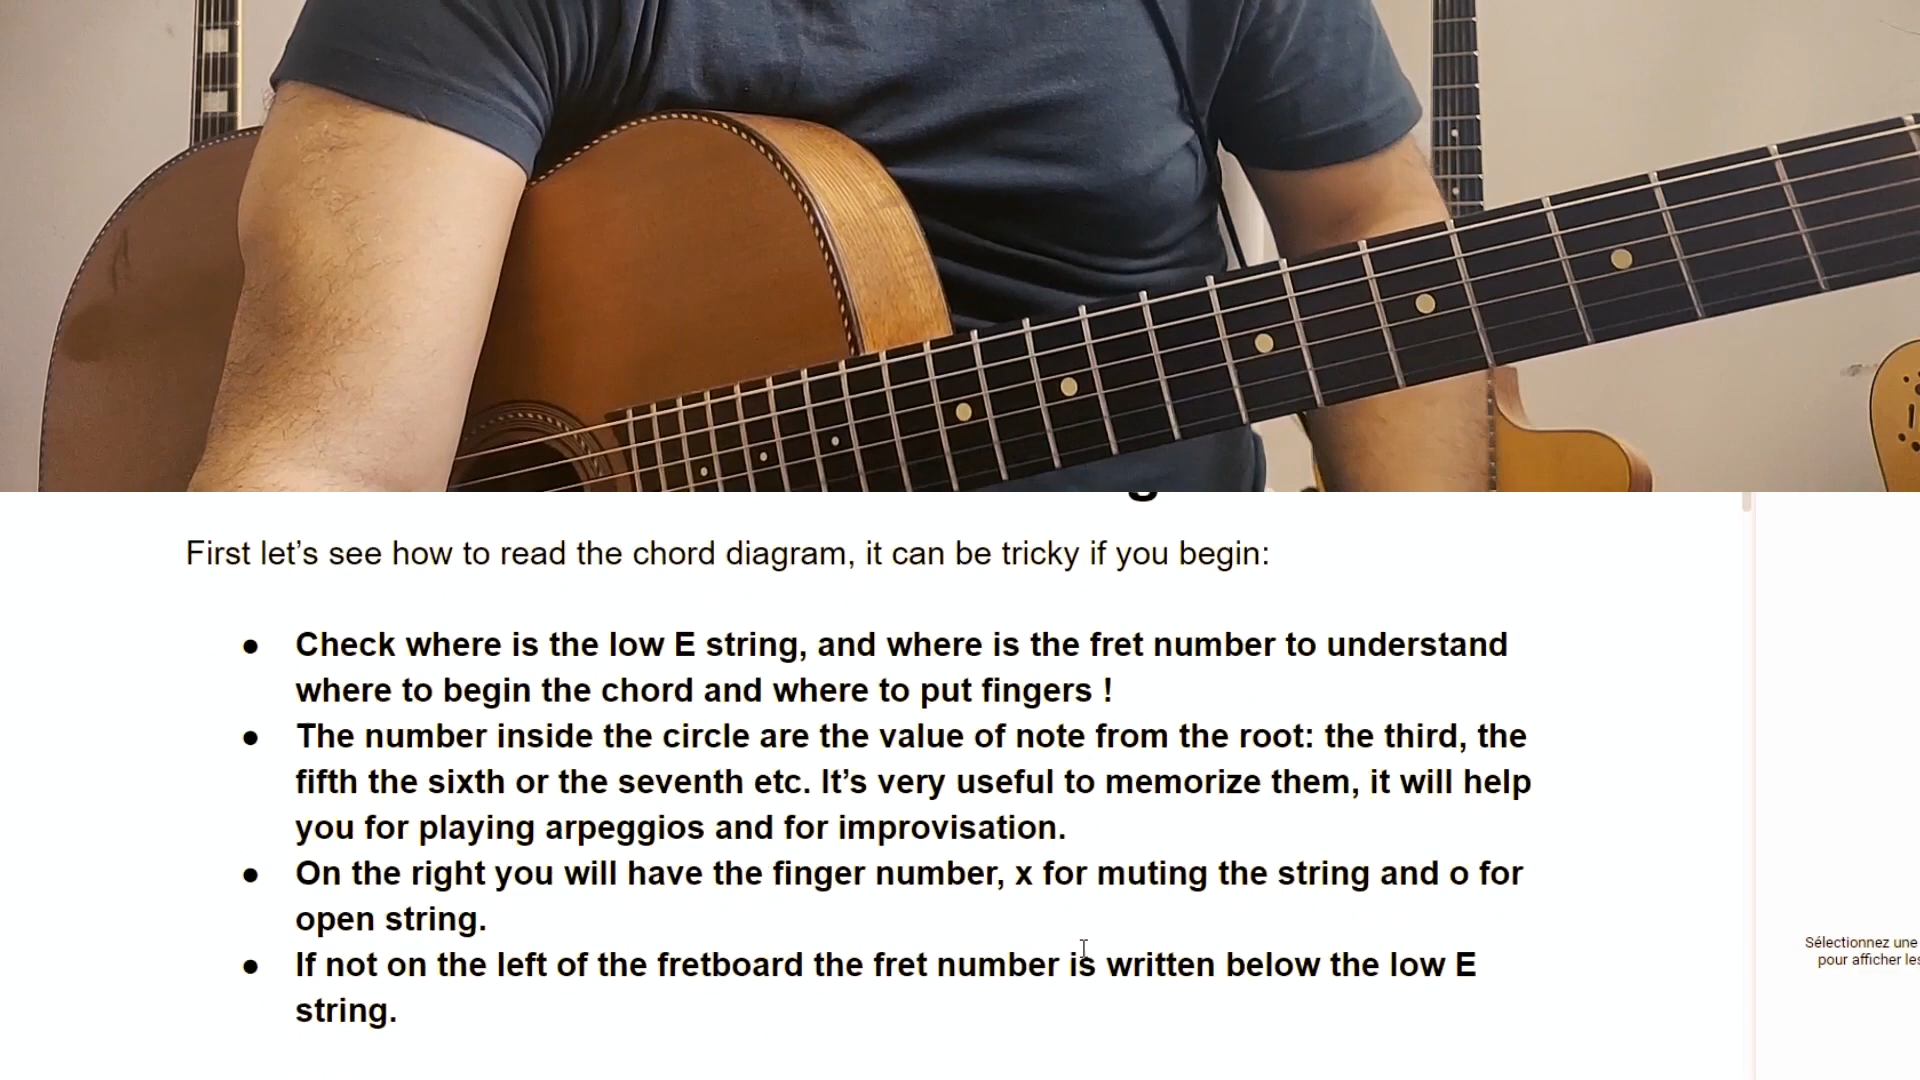 First let’s see how to read the chord diagram, it can be tricky if you begin:
● Check where is the low E string, and where is the fret number to understand
where to begin the chord and where to put fingers !
● The number inside the circle are the value of note from the root: the third, the
fifth the sixth or the seventh etc. It’s very useful to memorize them, it will help
you for playing arpeggios and for improvisation.
● On the right you will have the finger number, x for muting the string and o for
open string.
● If not on the left of the fretboard the fret number is written below the low E
string.
Sélectionnez une
pour afficher les